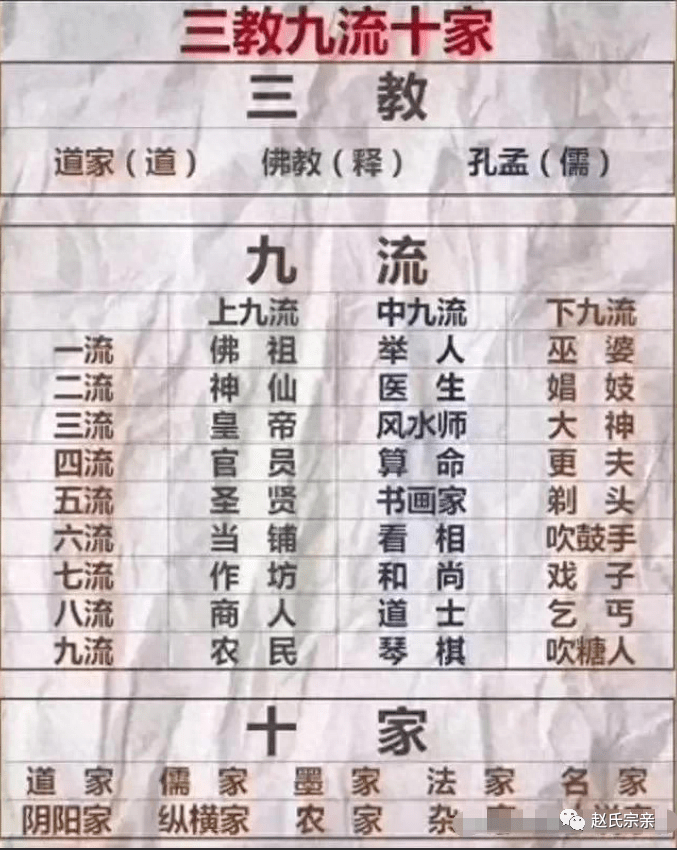 三教九流十家
三 教
道家（道） 佛教（释） 孔孟（儒）
九 流
上九流 中九流 下九流
一流 佛祖 举人 巫婆
二流 神仙 医生 娼妓
三流 皇帝 风水师 大神
四流 官员 算命 更夫
五流 圣贤 书画家 剃头
六流 当铺 看相 吹鼓手
七流 作坊 和尚 戏子
八流 商人 道士 乞丐
九流 农民 琴棋 吹糖人
十 家
道家 儒家 墨家 法家 名家
阴阳家 纵横家 农家 杂
赵氏宗亲